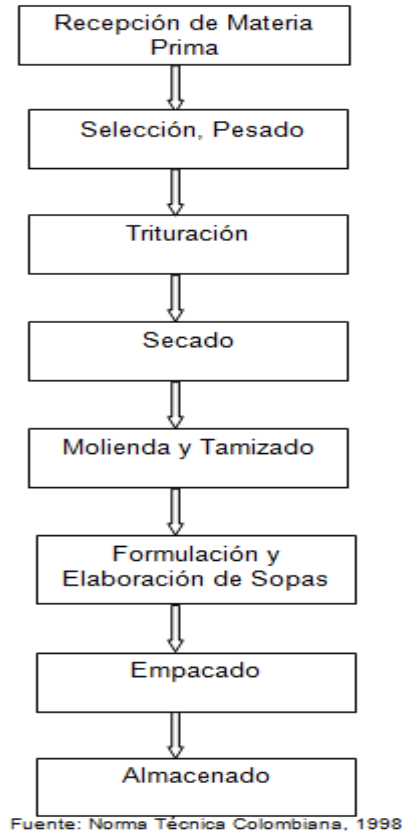 Recepción de Materia
Prima
Selección, Pesado
Trituración
Secado
Molienda y Tamizado
Formulación y
Elaboración de Sopas
Empacado
Almacenado
Fuente: Norma Técnica Colombiana, 1998